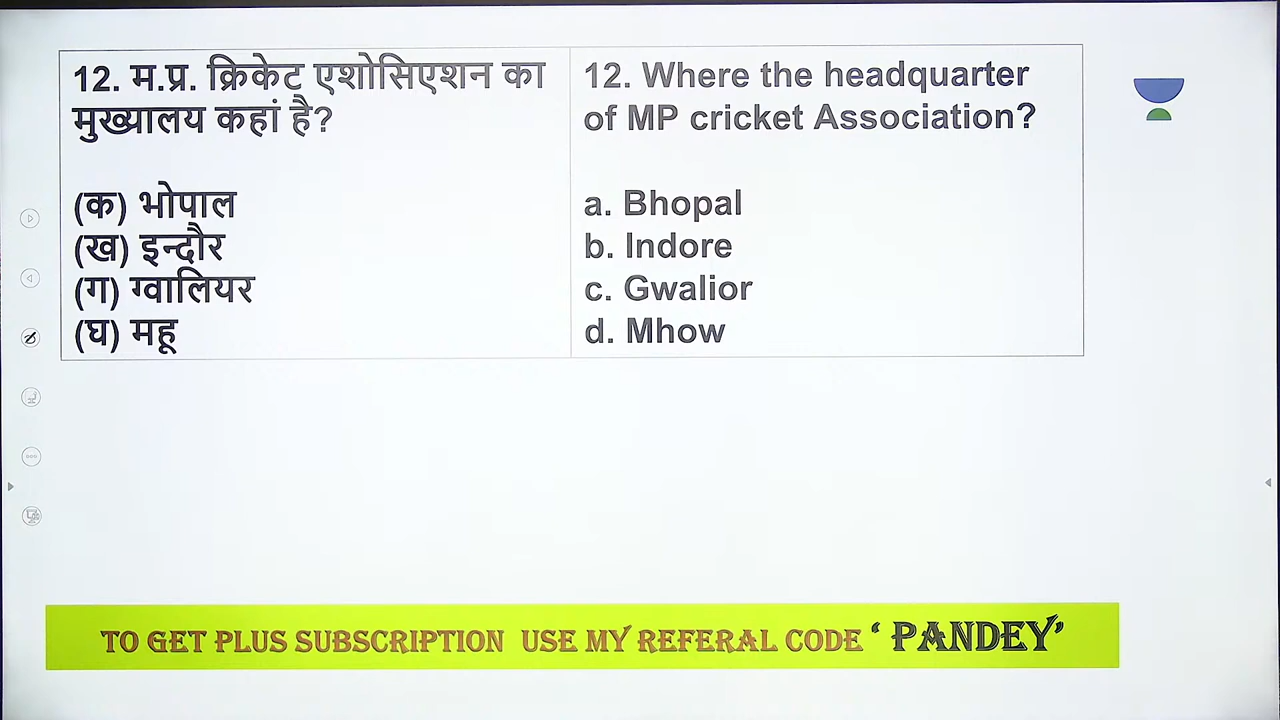 12. म.प्र. क्रिकेट एशोसिएशन का
मुख्यालय कहां है?
(क) भोपाल
(ख) इन्दौर
(ग) ग्वालियर
(घ) महू
12. Where the headquarter
of MP cricket Association?
a. Bhopal
b. Indore
c. Gwalior
d. Mhow
TO GET PLUS SUBSCRIPTION USE MY REFERAL CODE ‘ PANDEY’